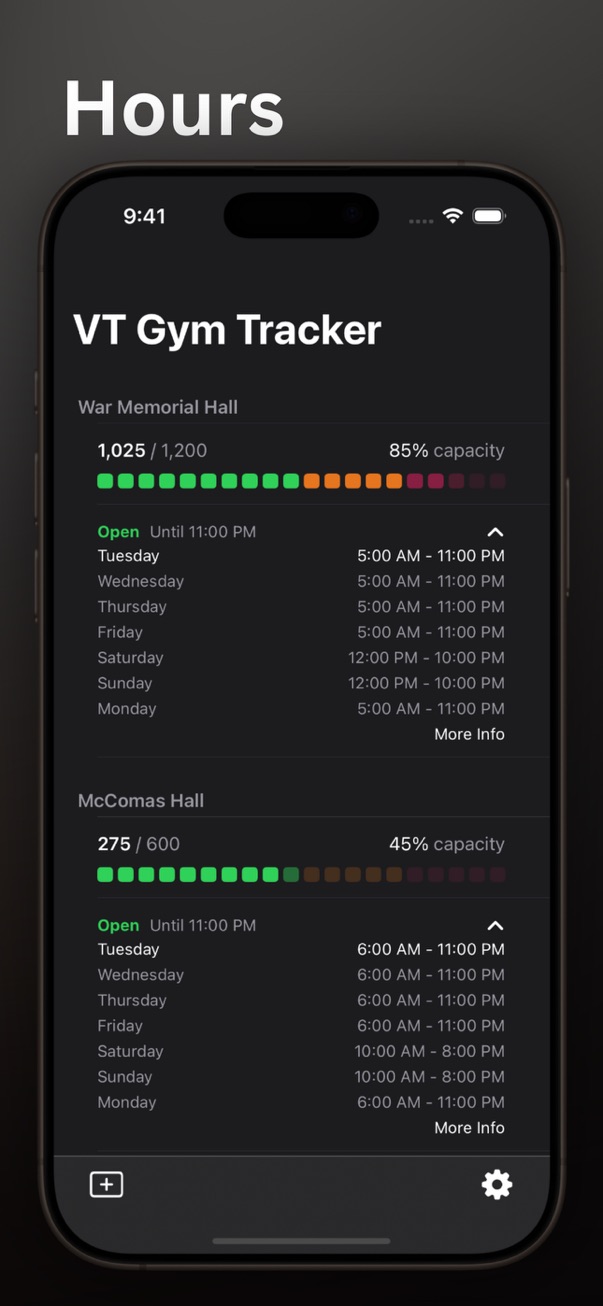 Hours
9:41
VT Gym Tracker
War Memorial Hall
1,025 / 1,200 85% capacity
Open Until 11:00 PM
Tuesday 5:00 AM - 11:00 PM
Wednesday 5:00 AM - 11:00 PM
Thursday 5:00 AM - 11:00 PM
Friday 5:00 AM - 11:00 PM
Saturday 12:00 PM - 10:00 PM
Sunday 12:00 PM - 10:00 PM
Monday 5:00 AM - 11:00 PM
More Info
McComas Hall
275 / 600 45% capacity
Open Until 11:00 PM
Tuesday 6:00 AM - 11:00 PM
Wednesday 6:00 AM - 11:00 PM
Thursday 6:00 AM - 11:00 PM
Friday 6:00 AM - 11:00 PM
Saturday 10:00 AM - 8:00 PM
Sunday 10:00 AM - 8:00 PM
Monday 6:00 AM - 11:00 PM
More Info